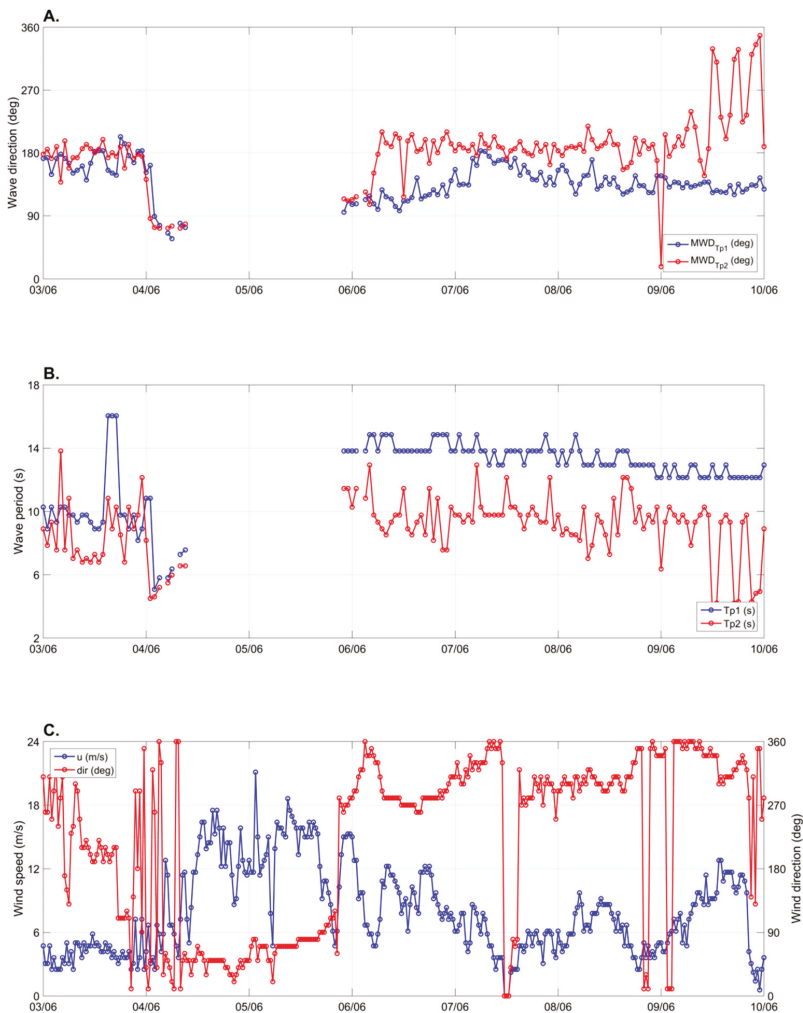 A.
360
270
180
90
0
Wave direction (deg)
MWD_Tp1 (deg)
MWD_Tp2 (deg)
03/06 04/06 05/06 06/06 07/06 08/06 09/06 10/06
B.
18
14
10
6
2
Wave period (s)
Tp1 (s)
Tp2 (s)
03/06 04/06 05/06 06/06 07/06 08/06 09/06 10/06
C.
24
18
12
6
0
Wind speed (m/s)
u (m/s)
dir (deg)
360
270
180
90
0
Wind direction (deg)
03/06 04/06 05/06 06/06 07/06 08/06 09/06 10/06